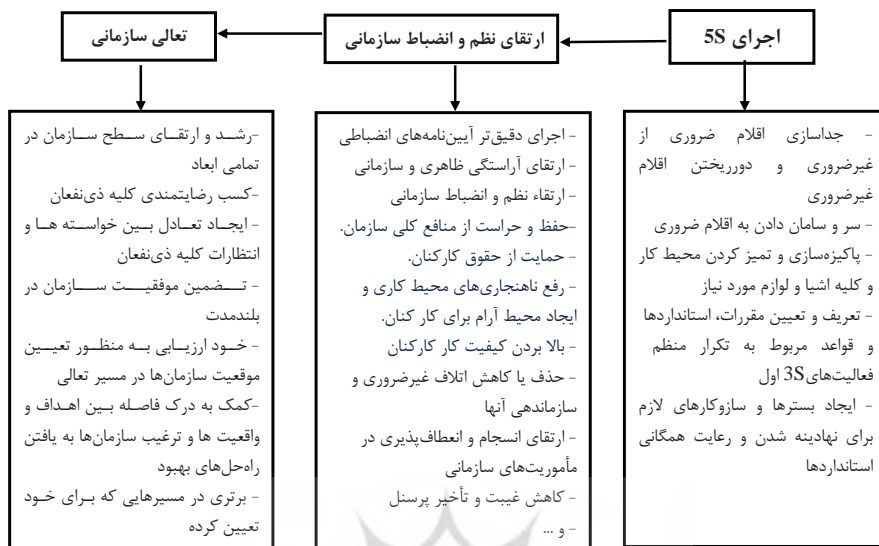 اجرای 5S
ارتقای نظم و انضباط سازمانی
تعالی سازمانی
- جداسازی اقلام ضروری از
غیرضروری و دورریختن اقلام
غیرضروری
- سر و سامان دادن به اقلام ضروری
- پاکیزه‌سازی و تمیز کردن محیط کار
و کلیه اشیا و لوازم مورد نیاز
- تعریف و تعیین مقررات، استانداردها
و قواعد مربوط به تکرار منظم
فعالیت‌های3S اول
- ایجاد بسترها و سازوکارهای لازم
برای نهادینه شدن و رعایت همگانی
استانداردها
- اجرای دقیق‌تر آیین‌نامه‌های انضباطی
- ارتقای آراستگی ظاهری و سازمانی
- ارتقاء نظم و انضباط سازمانی
-حفظ و حراست از منافع کلی سازمان.
- حمایت از حقوق کارکنان.
- رفع ناهنجاری‌های محیط کاری و
ایجاد محیط آرام برای کار کنان.
- بالا بردن کیفیت کار کارکنان
- حذف یا کاهش اتلاف غیرضروری و
سازماندهی آنها
- ارتقای انسجام و انعطاف‌پذیری در
مأموریت‌های سازمانی
- کاهش غیبت و تأخیر پرسنل
- و ...
-رشد و ارتقای سطح سازمان در
تمامی ابعاد
-کسب رضایتمندی کلیه ذی‌نفعان
- ایجاد تعادل بین خواسته ها و
انتظارات کلیه ذی‌نفعان
- تضمین موفقیت سازمان در
بلندمدت
- خود ارزیابی به منظور تعیین
موقعیت سازمان‌ها در مسیر تعالی
-کمک به درک فاصله بین اهداف و
واقعیت ها و ترغیب سازمان‌ها به یافتن
راه‌حل‌های بهبود
- برتری در مسیرهایی که برای خود
تعیین کرده